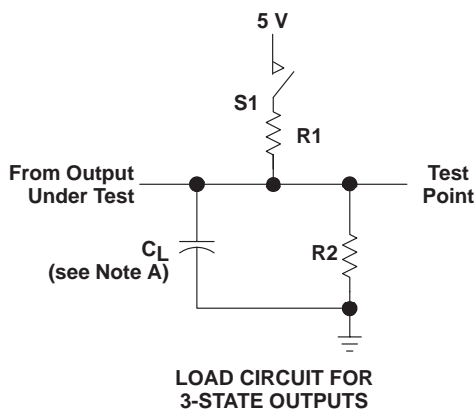 5 V
S1
R1
From Output
Under Test
Test
Point
CL
(see Note A)
R2
LOAD CIRCUIT FOR
3-STATE OUTPUTS